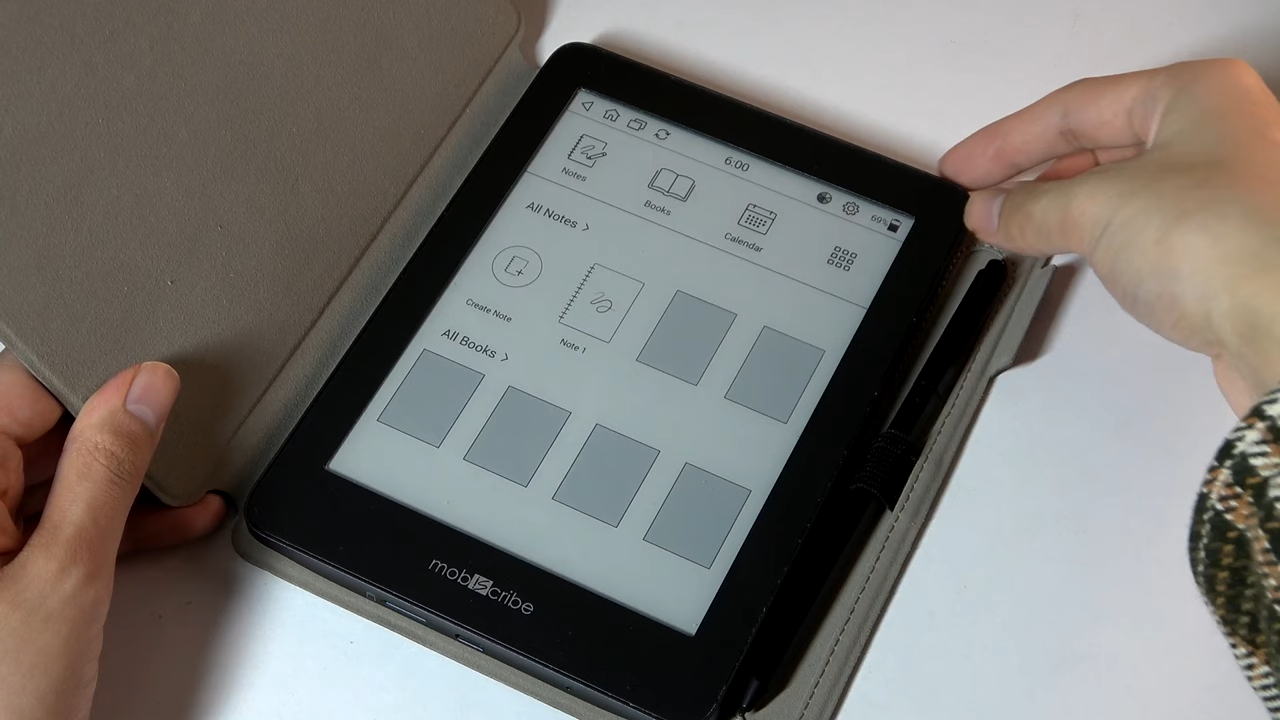 6:00
69%
Notes
Books
Calendar
All Notes >
Create Note
Note 1
All Books >
mobiscribe